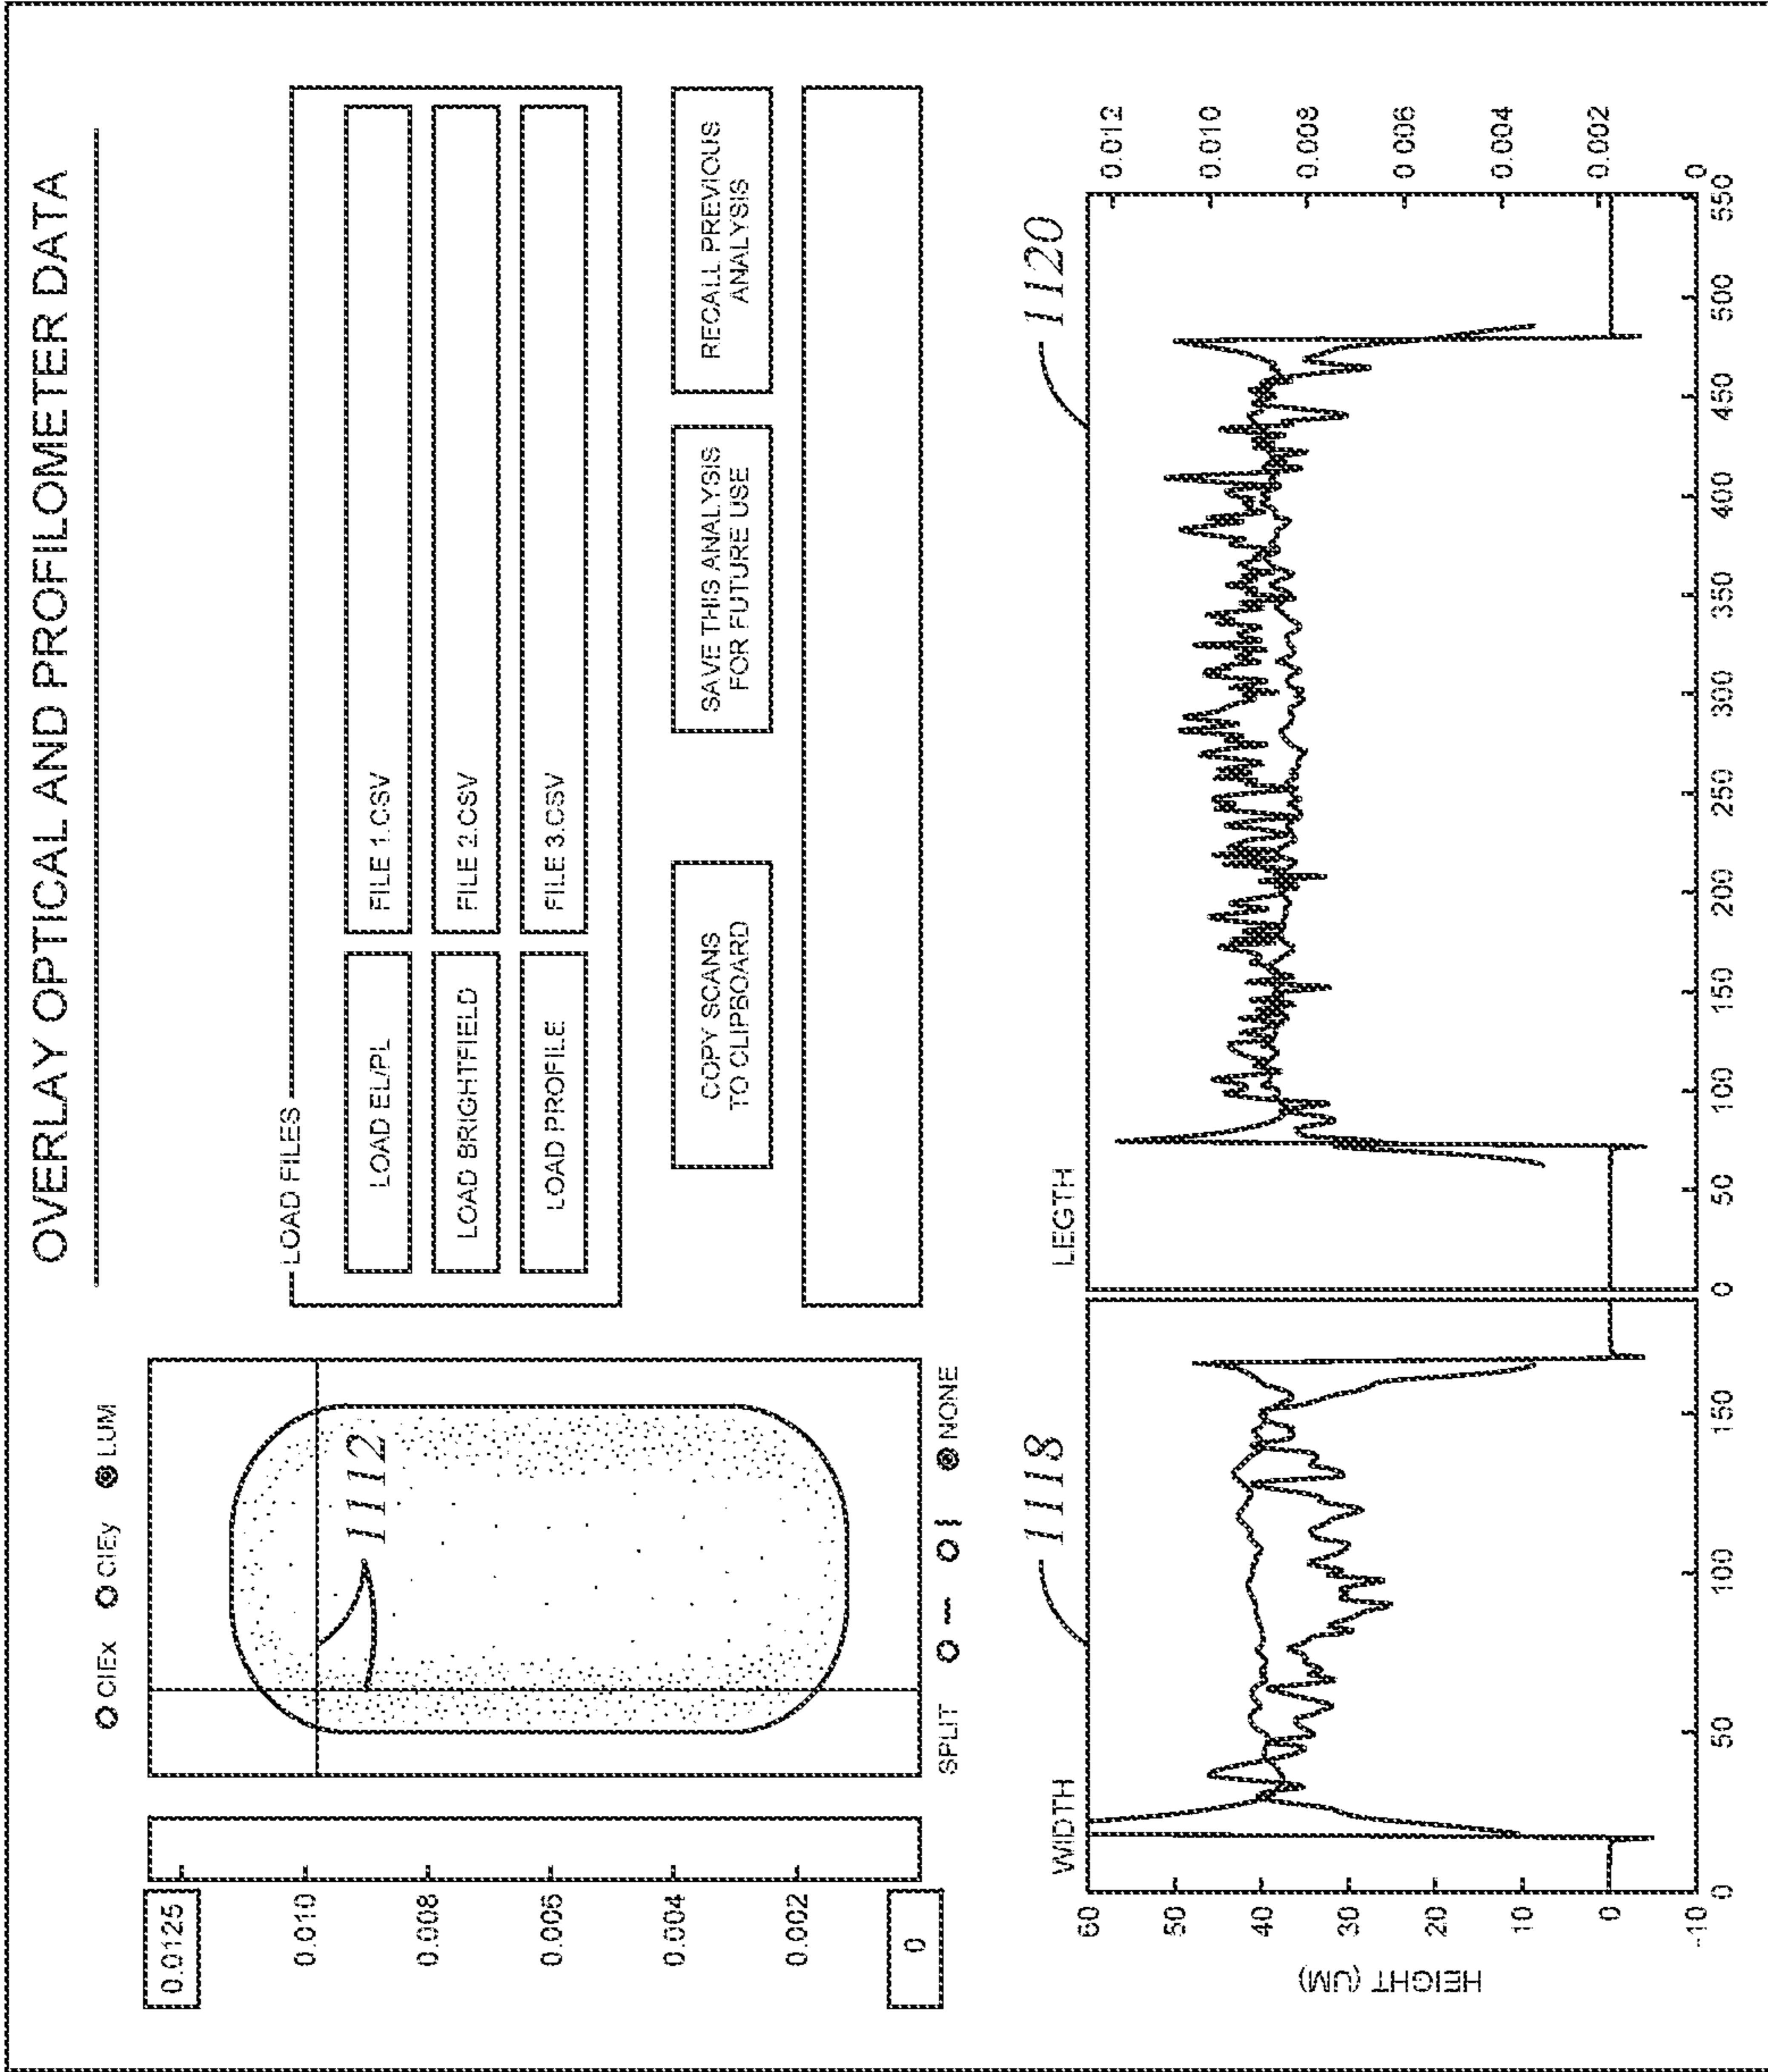 OVERLAY OPTICAL AND PROFILOMETER DATA
CIEx CIEy LUM
0.0125
0.010
0.008
0.006
0.004
0.002
0
1112
SPLIT NONE
LOAD FILES
LOAD EL/PL FILE 1.CSV
LOAD BRIGHTFIELD FILE 2.CSV
LOAD PROFILE FILE 3.CSV
COPY SCANS
TO CLIPBOARD
SAVE THIS ANALYSIS
FOR FUTURE USE
RECALL PREVIOUS
ANALYSIS
HEIGHT (UM)
60
50
40
30
20
10
0
-10
WIDTH
1118
0 50 100 150
LEGTH
1120
0 50 100 150 200 250 300 350 400 450 500 550
0.012
0.010
0.008
0.006
0.004
0.002
0